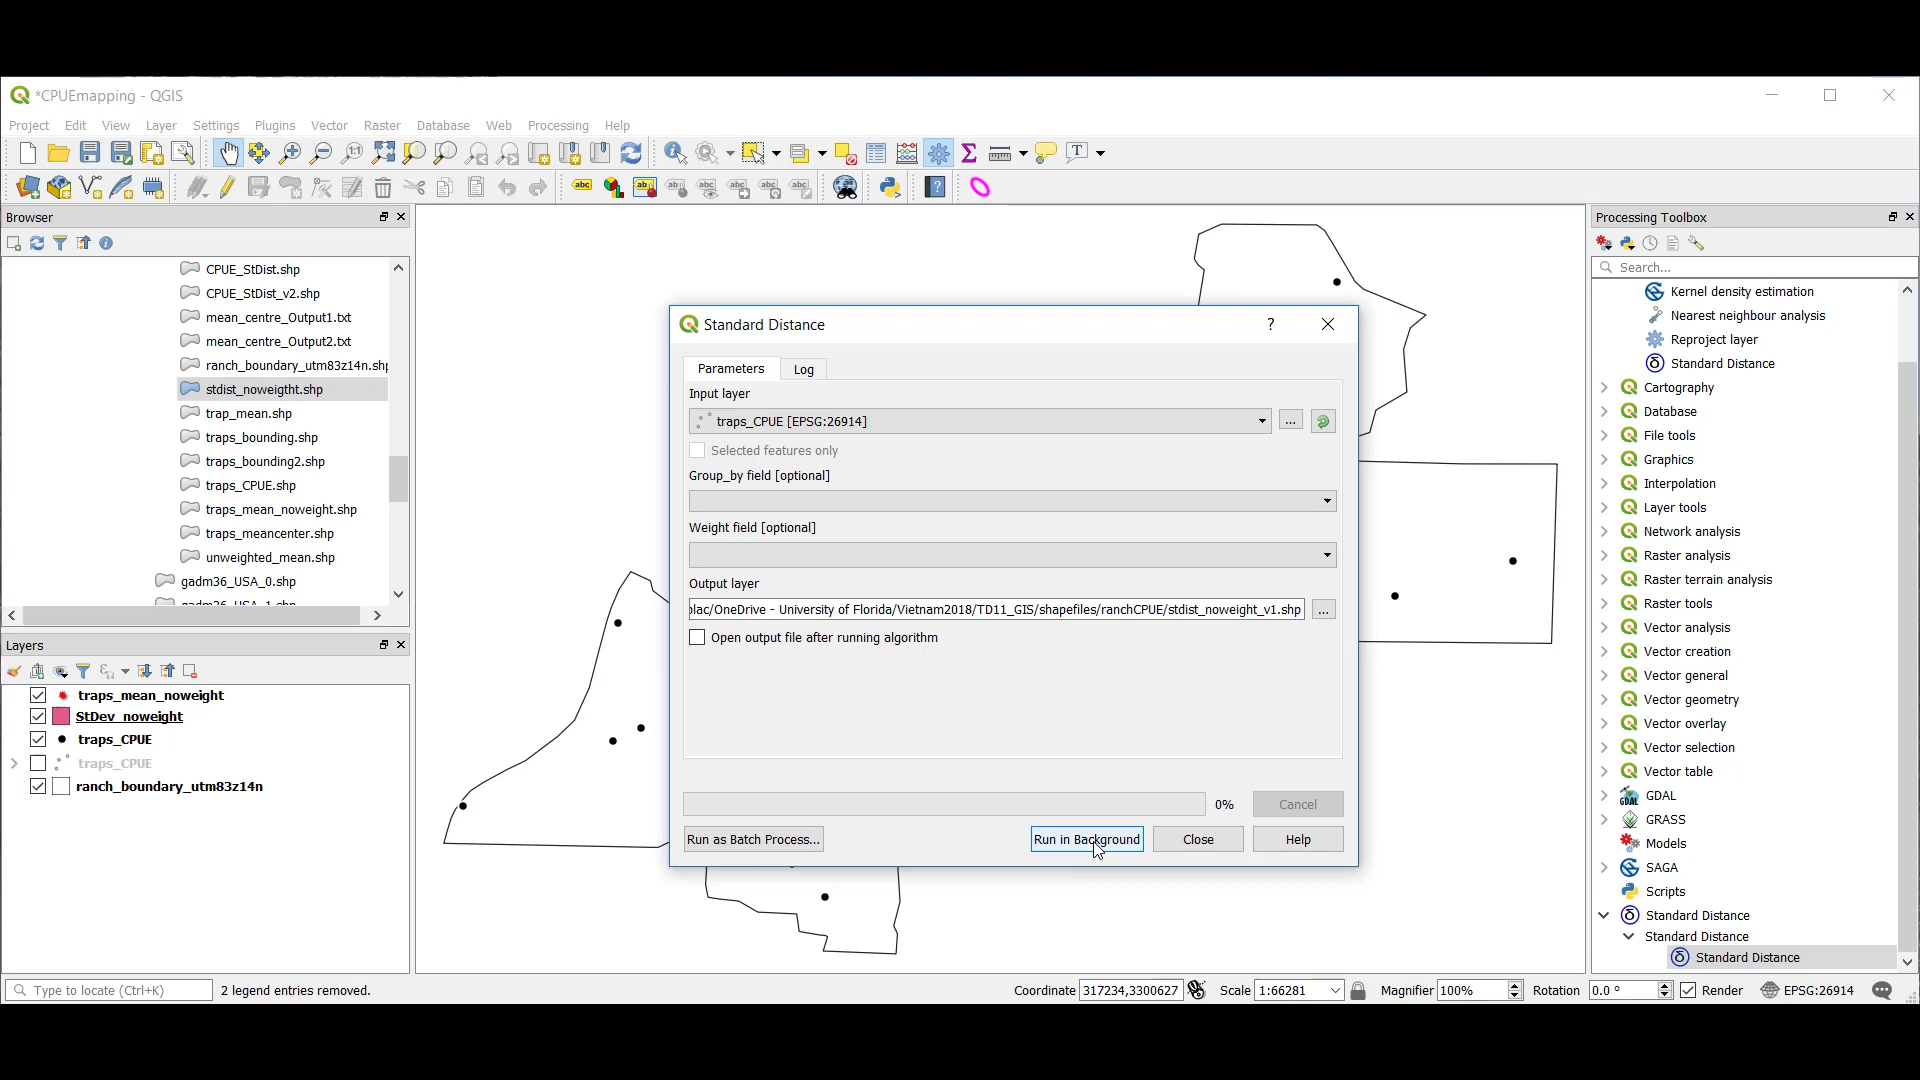 *CPUEmapping - QGIS
Project Edit View Layer Settings Plugins Vector Raster Database Web Processing Help
Browser
CPUE_StDist.shp
CPUE_StDist_v2.shp
mean_centre_Output1.txt
mean_centre_Output2.txt
ranch_boundary_utm83z14n.shp
stdist_noweigtht.shp
trap_mean.shp
traps_bounding.shp
traps_bounding2.shp
traps_CPUE.shp
traps_mean_noweight.shp
traps_meancenter.shp
unweighted_mean.shp
gadm36_USA_0.shp
gadm36_USA_1.shp
Layers
traps_mean_noweight
StDev_noweight
traps_CPUE
traps_CPUE
ranch_boundary_utm83z14n
Standard Distance
?
Parameters Log
Input layer
traps_CPUE [EPSG:26914]
...
Selected features only
Group_by field [optional]
Weight field [optional]
Output layer
olac/OneDrive - University of Florida/Vietnam2018/TD11_GIS/shapefiles/ranchCPUE/stdist_noweight_v1.shp
...
Open output file after running algorithm
0% Cancel
Run as Batch Process... Run in Background Close Help
Processing Toolbox
Search...
Kernel density estimation
Nearest neighbour analysis
Reproject layer
Standard Distance
Cartography
Database
File tools
Graphics
Interpolation
Layer tools
Network analysis
Raster analysis
Raster terrain analysis
Raster tools
Vector analysis
Vector creation
Vector general
Vector geometry
Vector overlay
Vector selection
Vector table
GDAL
GRASS
Models
SAGA
Scripts
Standard Distance
Standard Distance
Standard Distance
Type to locate (Ctrl+K) 2 legend entries removed. Coordinate 317234,3300627 Scale 1:66281 Magnifier 100% Rotation 0.0 ° Render EPSG:26914